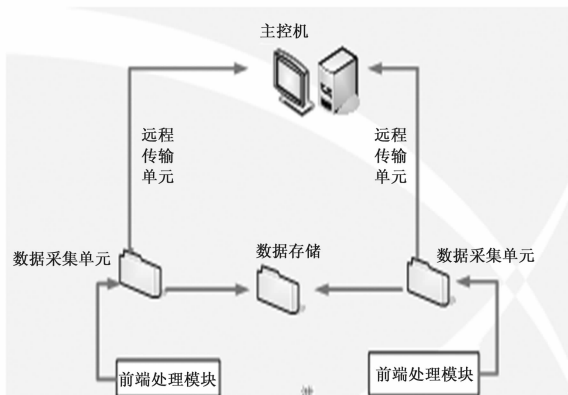 主控机
远程
传输
单元
远程
传输
单元
数据采集单元
数据存储
数据采集单元
前端处理模块
前端处理模块